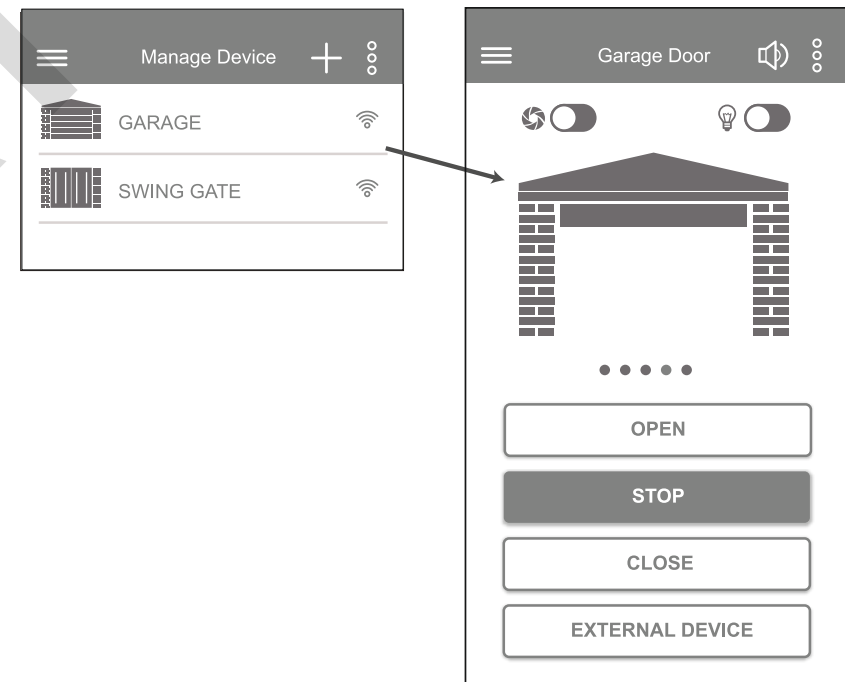 Manage Device
GARAGE
SWING GATE
Garage Door
OPEN
STOP
CLOSE
EXTERNAL DEVICE